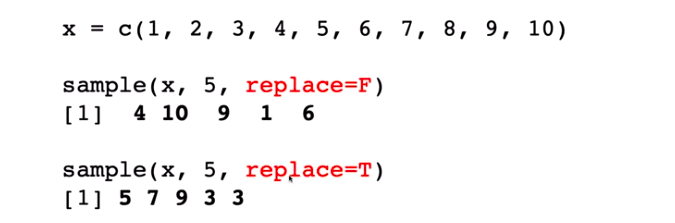 x = c(1, 2, 3, 4, 5, 6, 7, 8, 9, 10)
sample(x, 5, replace=F)
[1] 4 10 9 1 6
sample(x, 5, replace=T)
[1] 5 7 9 3 3